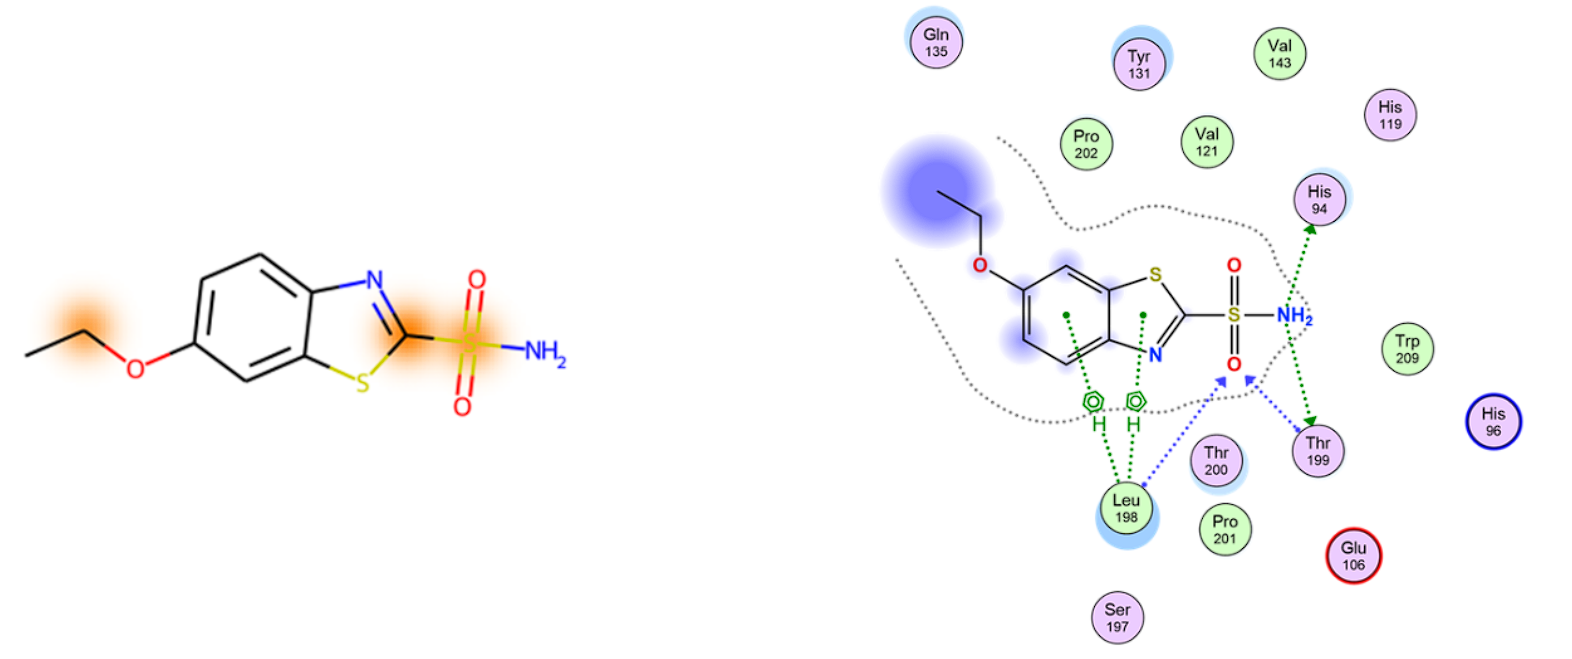 N
O
S
NH2
O
S
O
Gln
135
Tyr
131
Val
143
His
119
Pro
202
Val
121
His
94
O
S
O
S
NH2
N
O
Trp
209
H
H
His
96
Thr
200
Thr
199
Leu
198
Pro
201
Glu
106
Ser
197